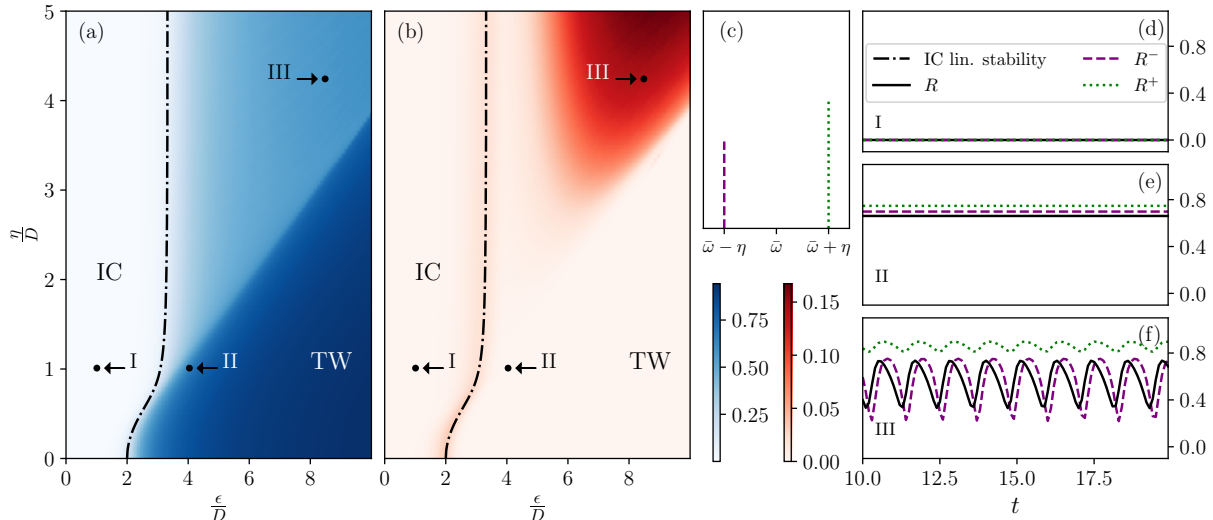 (a)
III
IC
I
II
TW
5
4
3
2
1
0
η/D
0 2 4 6 8
ϵ/D
(b)
III
IC
I
II
TW
0 2 4 6 8
ϵ/D
(c)
ω̄ − η ω̄ ω̄ + η
0.75
0.50
0.25
0.15
0.10
0.05
0.00
(d)
IC lin. stability
R
R⁻
R⁺
I
0.8
0.4
0.0
(e)
II
0.8
0.4
0.0
(f)
III
0.8
0.4
0.0
10.0 12.5 15.0 17.5
t